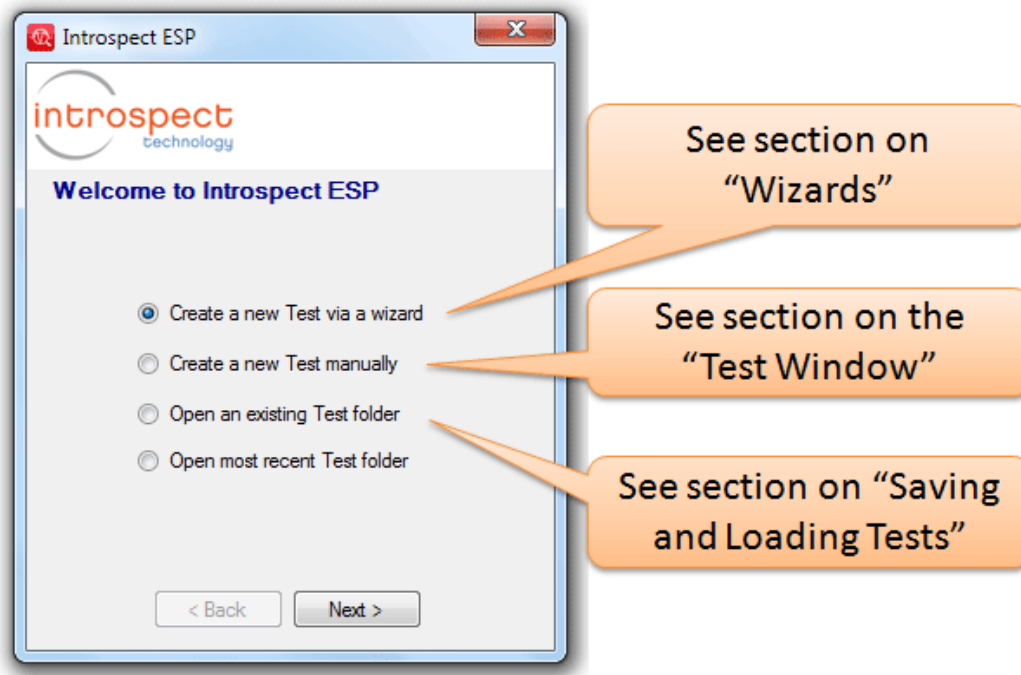 Introspect ESP
introspect
technology
Welcome to Introspect ESP
Create a new Test via a wizard
Create a new Test manually
Open an existing Test folder
Open most recent Test folder
< Back
Next >
See section on
“Wizards”
See section on the
“Test Window”
See section on “Saving
and Loading Tests”